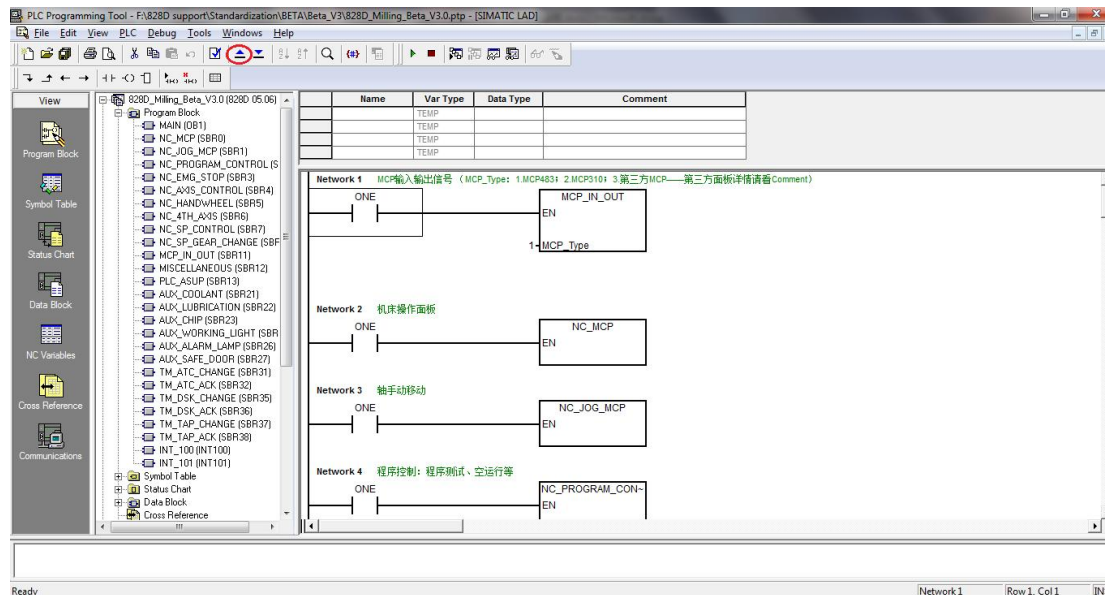 PLC Programming Tool - F:\828D support\Standardization\BETA\Beta_V3\828D_Milling_Beta_V3.0.ptp - [SIMATIC LAD]
File Edit View PLC Debug Tools Windows Help
View
Program Block
Symbol Table
Status Chart
Data Block
NC Variables
Cross Reference
Communications
828D_Milling_Beta_V3.0 (828D 05.06)
Program Block
MAIN (OB1)
NC_MCP (SBR0)
NC_JOG_MCP (SBR1)
NC_PROGRAM_CONTROL (S
NC_EMG_STOP (SBR3)
NC_AXIS_CONTROL (SBR4)
NC_HANDWHEEL (SBR5)
NC_4TH_AXIS (SBR6)
NC_SP_CONTROL (SBR7)
NC_SP_GEAR_CHANGE (SBF
MCP_IN_OUT (SBR11)
MISCELLANEOUS (SBR12)
PLC_ASUP (SBR13)
AUX_COOLANT (SBR21)
AUX_LUBRICATION (SBR22)
AUX_CHIP (SBR23)
AUX_WORKING_LIGHT (SBR
AUX_ALARM_LAMP (SBR26)
AUX_SAFE_DOOR (SBR27)
TM_ATC_CHANGE (SBR31)
TM_ATC_ACK (SBR32)
TM_DSK_CHANGE (SBR35)
TM_DSK_ACK (SBR36)
TM_TAP_CHANGE (SBR37)
TM_TAP_ACK (SBR38)
INT_100 (INT100)
INT_101 (INT101)
Symbol Table
Status Chart
Data Block
Cross Reference
Name Var Type Data Type Comment
TEMP
TEMP
TEMP
TEMP
Network 1 MCP输入输出信号 （MCP_Type: 1.MCP483; 2.MCP310; 3.第三方MCP——第三方面板详情请看Comment）
ONE MCP_IN_OUT
EN
1 MCP_Type
Network 2 机床操作面板
ONE NC_MCP
EN
Network 3 轴手动移动
ONE NC_JOG_MCP
EN
Network 4 程序控制：程序测试、空运行等
ONE NC_PROGRAM_CON~
EN
Ready Network 1 Row 1, Col 1 IN